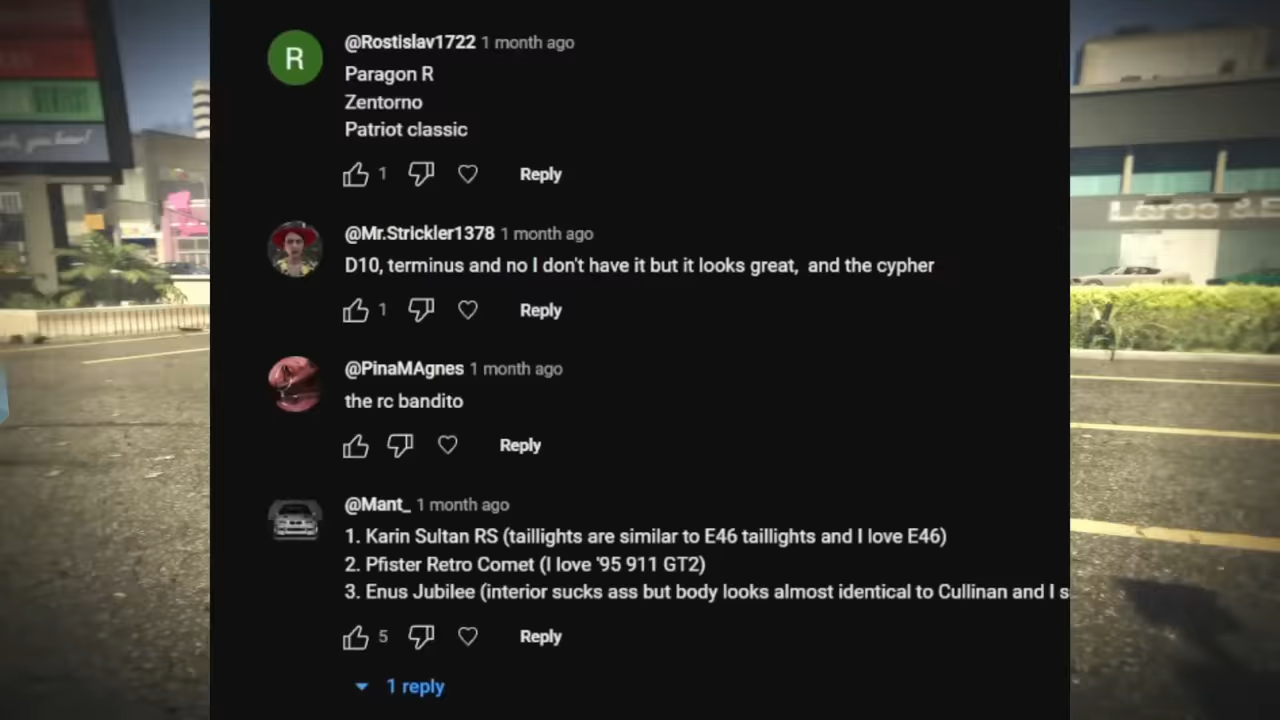 @Rostislav1722 1 month ago
R
Paragon R
Zentorno
Patriot classic
1
Reply
@Mr.Strickler1378 1 month ago
D10, terminus and no I don't have it but it looks great, and the cypher
1
Reply
@PinaMAgnes 1 month ago
the rc bandito
Reply
@Mant_ 1 month ago
1. Karin Sultan RS (taillights are similar to E46 taillights and I love E46)
2. Pfister Retro Comet (I love '95 911 GT2)
3. Enus Jubilee (interior sucks ass but body looks almost identical to Cullinan and I s
5
Reply
1 reply